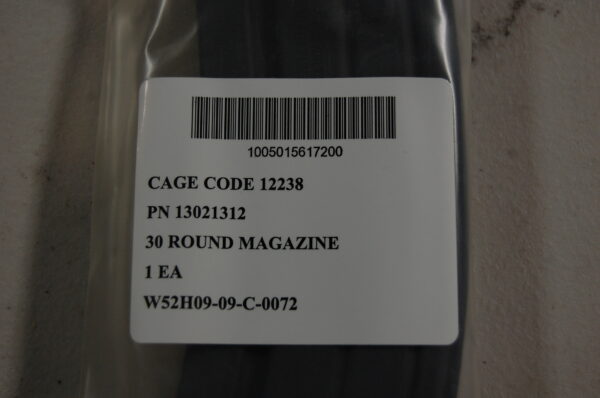 1005015617200
CAGE CODE 12238
PN 13021312
30 ROUND MAGAZINE
1 EA
W52H09-09-C-0072